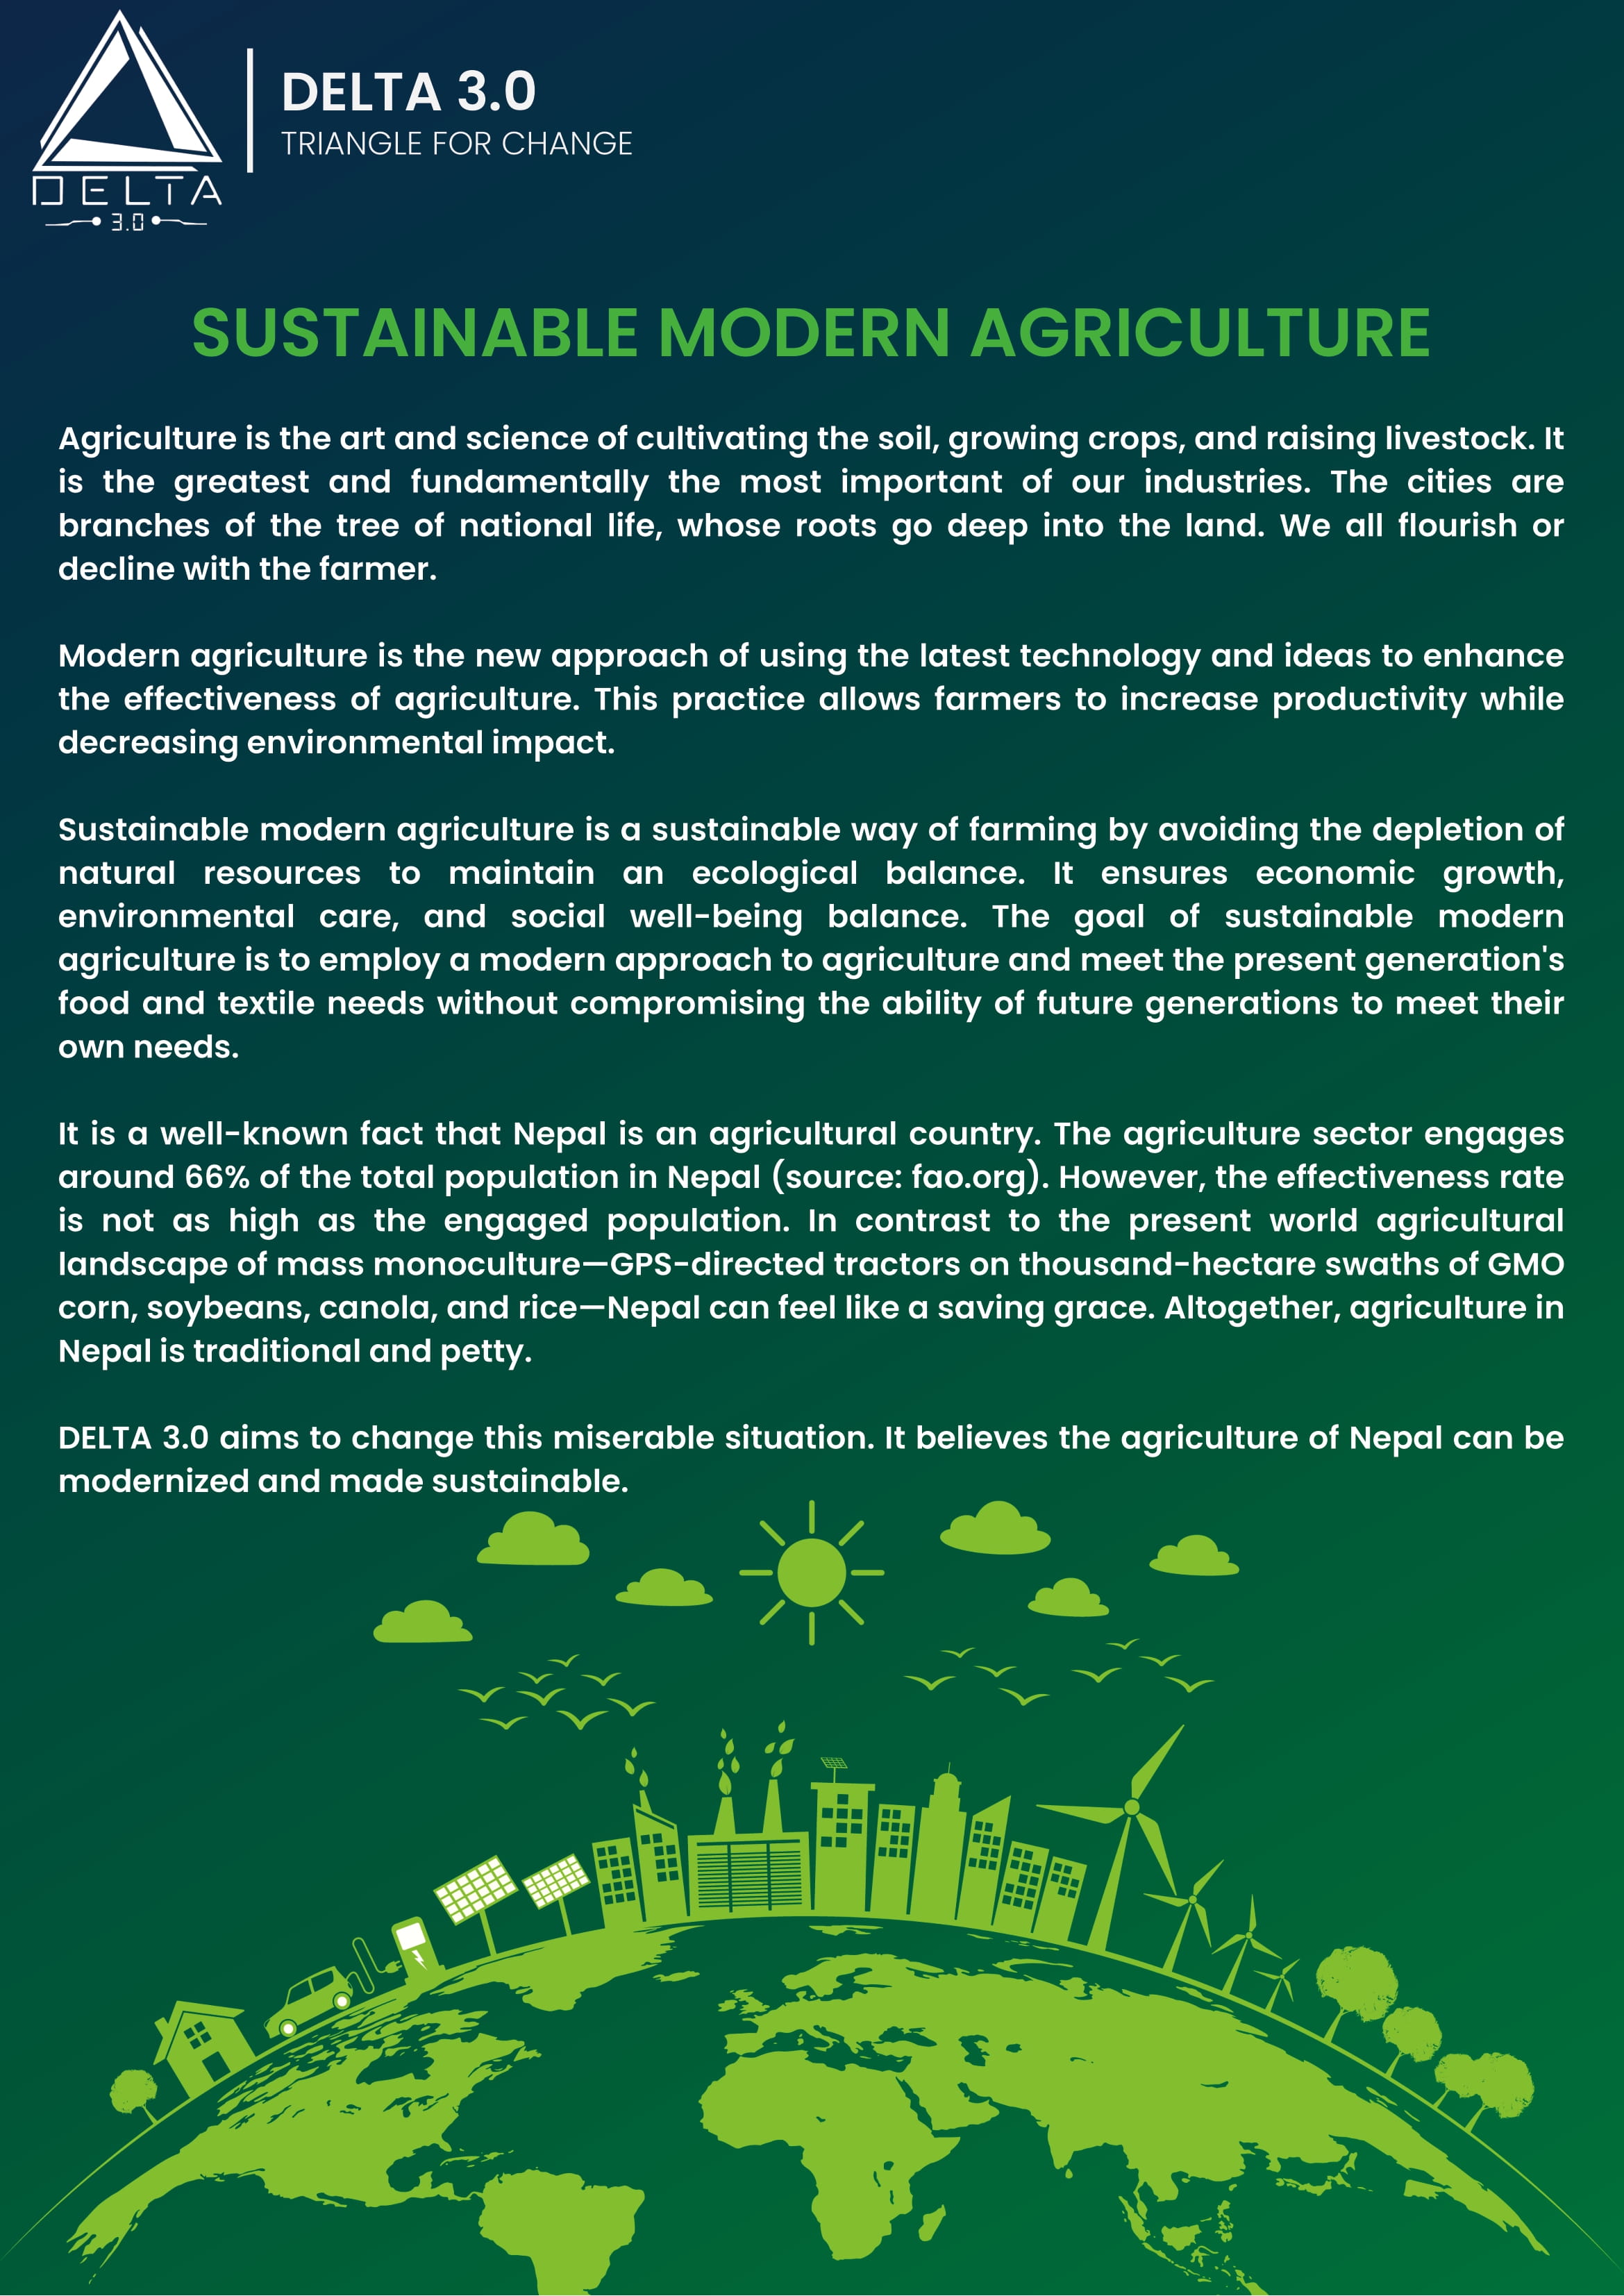 DELTA
3.0
DELTA 3.0
TRIANGLE FOR CHANGE
SUSTAINABLE MODERN AGRICULTURE
Agriculture is the art and science of cultivating the soil, growing crops, and raising livestock. It
is the greatest and fundamentally the most important of our industries. The cities are
branches of the tree of national life, whose roots go deep into the land. We all flourish or
decline with the farmer.
Modern agriculture is the new approach of using the latest technology and ideas to enhance
the effectiveness of agriculture. This practice allows farmers to increase productivity while
decreasing environmental impact.
Sustainable modern agriculture is a sustainable way of farming by avoiding the depletion of
natural resources to maintain an ecological balance. It ensures economic growth,
environmental care, and social well-being balance. The goal of sustainable modern
agriculture is to employ a modern approach to agriculture and meet the present generation's
food and textile needs without compromising the ability of future generations to meet their
own needs.
It is a well-known fact that Nepal is an agricultural country. The agriculture sector engages
around 66% of the total population in Nepal (source: fao.org). However, the effectiveness rate
is not as high as the engaged population. In contrast to the present world agricultural
landscape of mass monoculture—GPS-directed tractors on thousand-hectare swaths of GMO
corn, soybeans, canola, and rice—Nepal can feel like a saving grace. Altogether, agriculture in
Nepal is traditional and petty.
DELTA 3.0 aims to change this miserable situation. It believes the agriculture of Nepal can be
modernized and made sustainable.